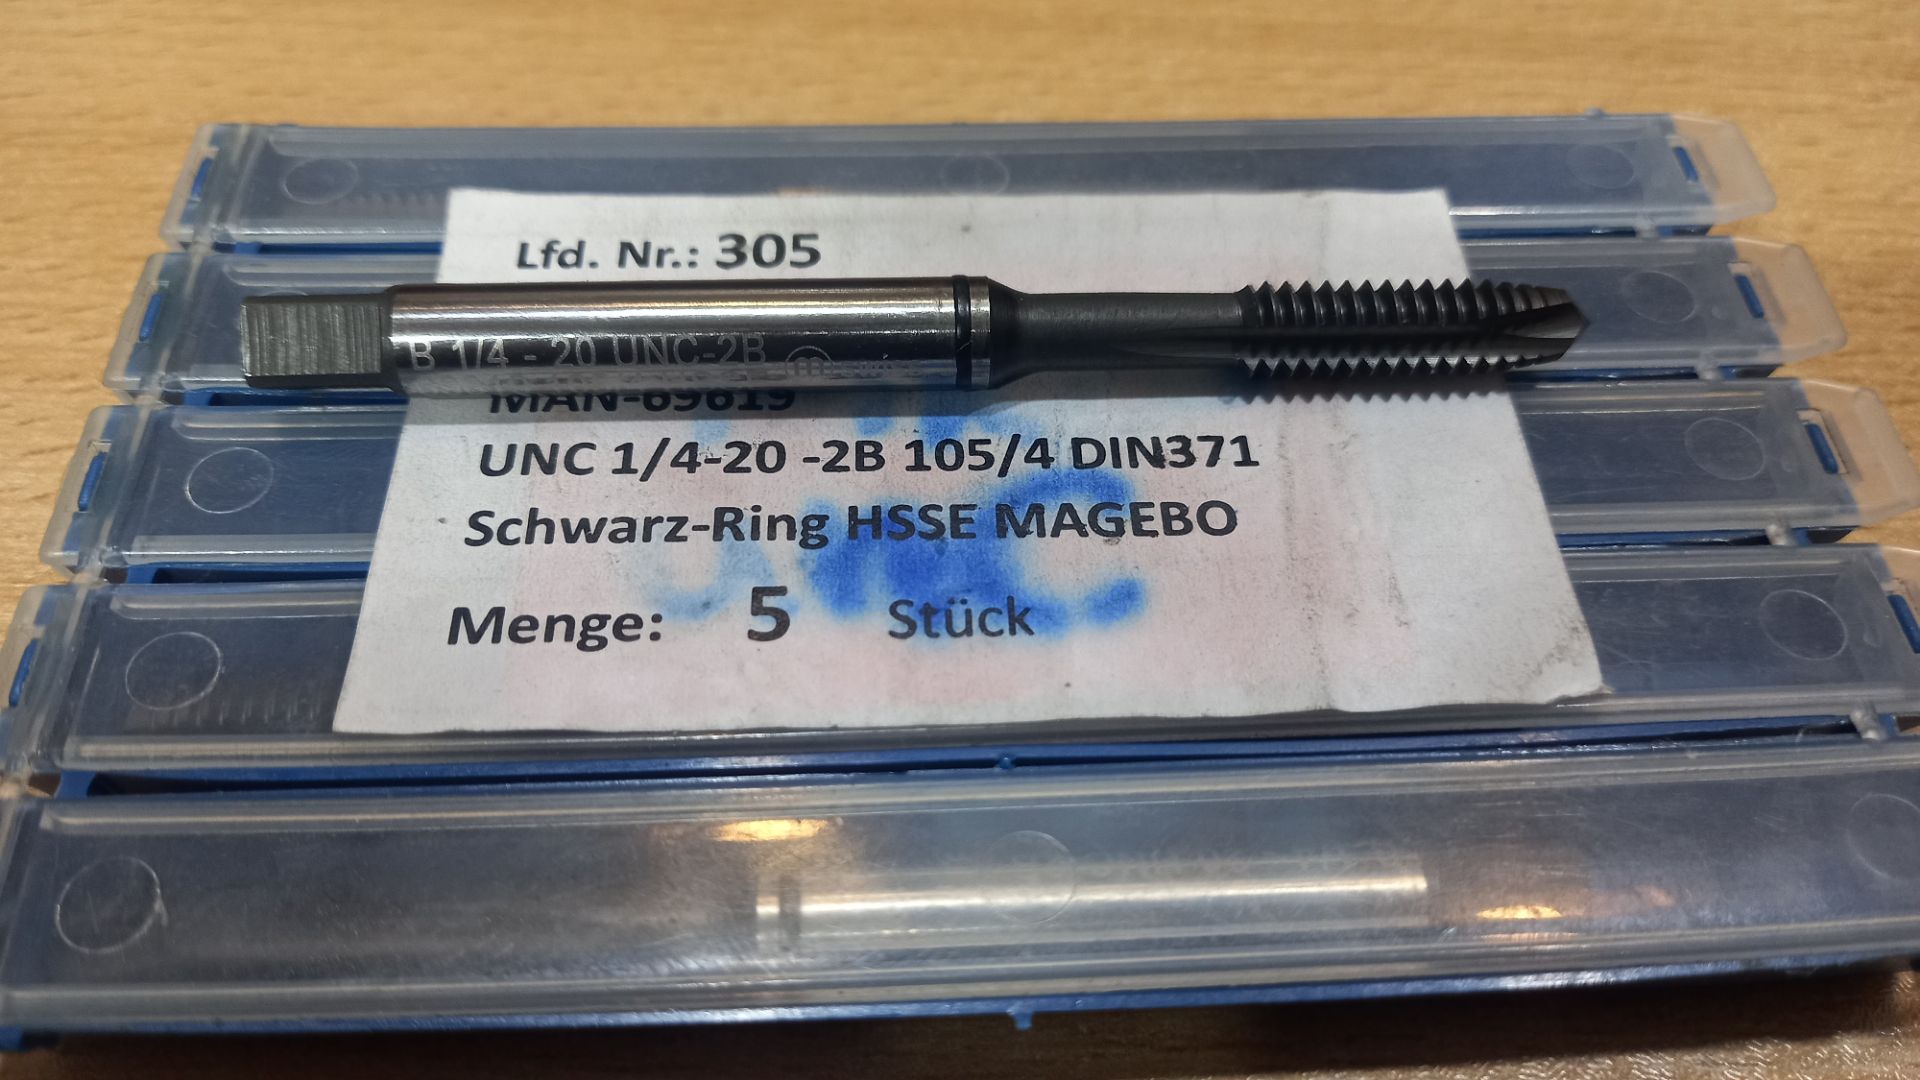 Lfd. Nr.: 305
B 1/4 - 20 UNC-2B m
MAN-69619
UNC 1/4-20 -2B 105/4 DIN371
Schwarz-Ring HSSE MAGEBO
Menge: 5 Stück